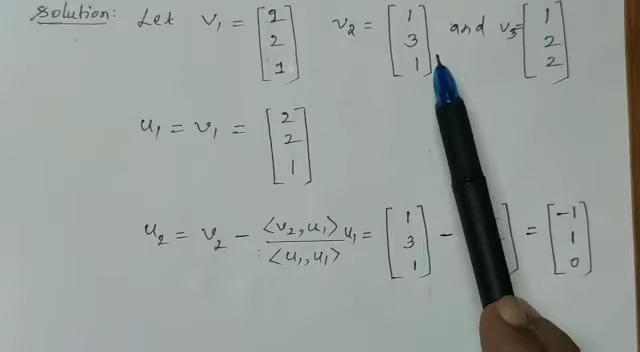 Solution: Let v₁ = [2 2 1] v₂ = [1 3 1] and v₃ = [1 2 2]
u₁ = v₁ = [2 2 1]
u₂ = v₂ - <v₂, u₁> / <u₁, u₁> u₁ = [1 3 1] - = [-1 1 0]